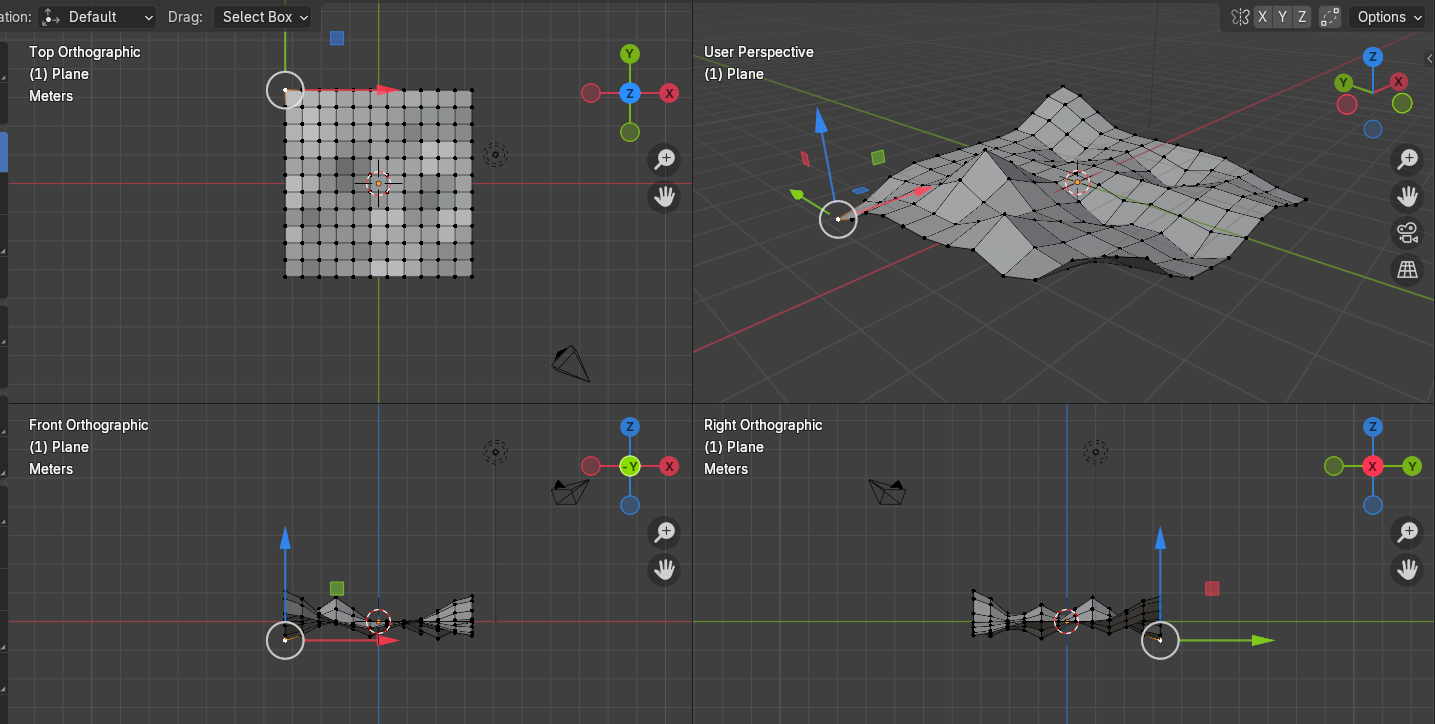 ation: Default Drag: Select Box
X Y Z Options
Top Orthographic
(1) Plane
Meters
Y
Z X
User Perspective
(1) Plane
Z
Y X
Front Orthographic
(1) Plane
Meters
Z
-Y X
Right Orthographic
(1) Plane
Meters
Z
X Y